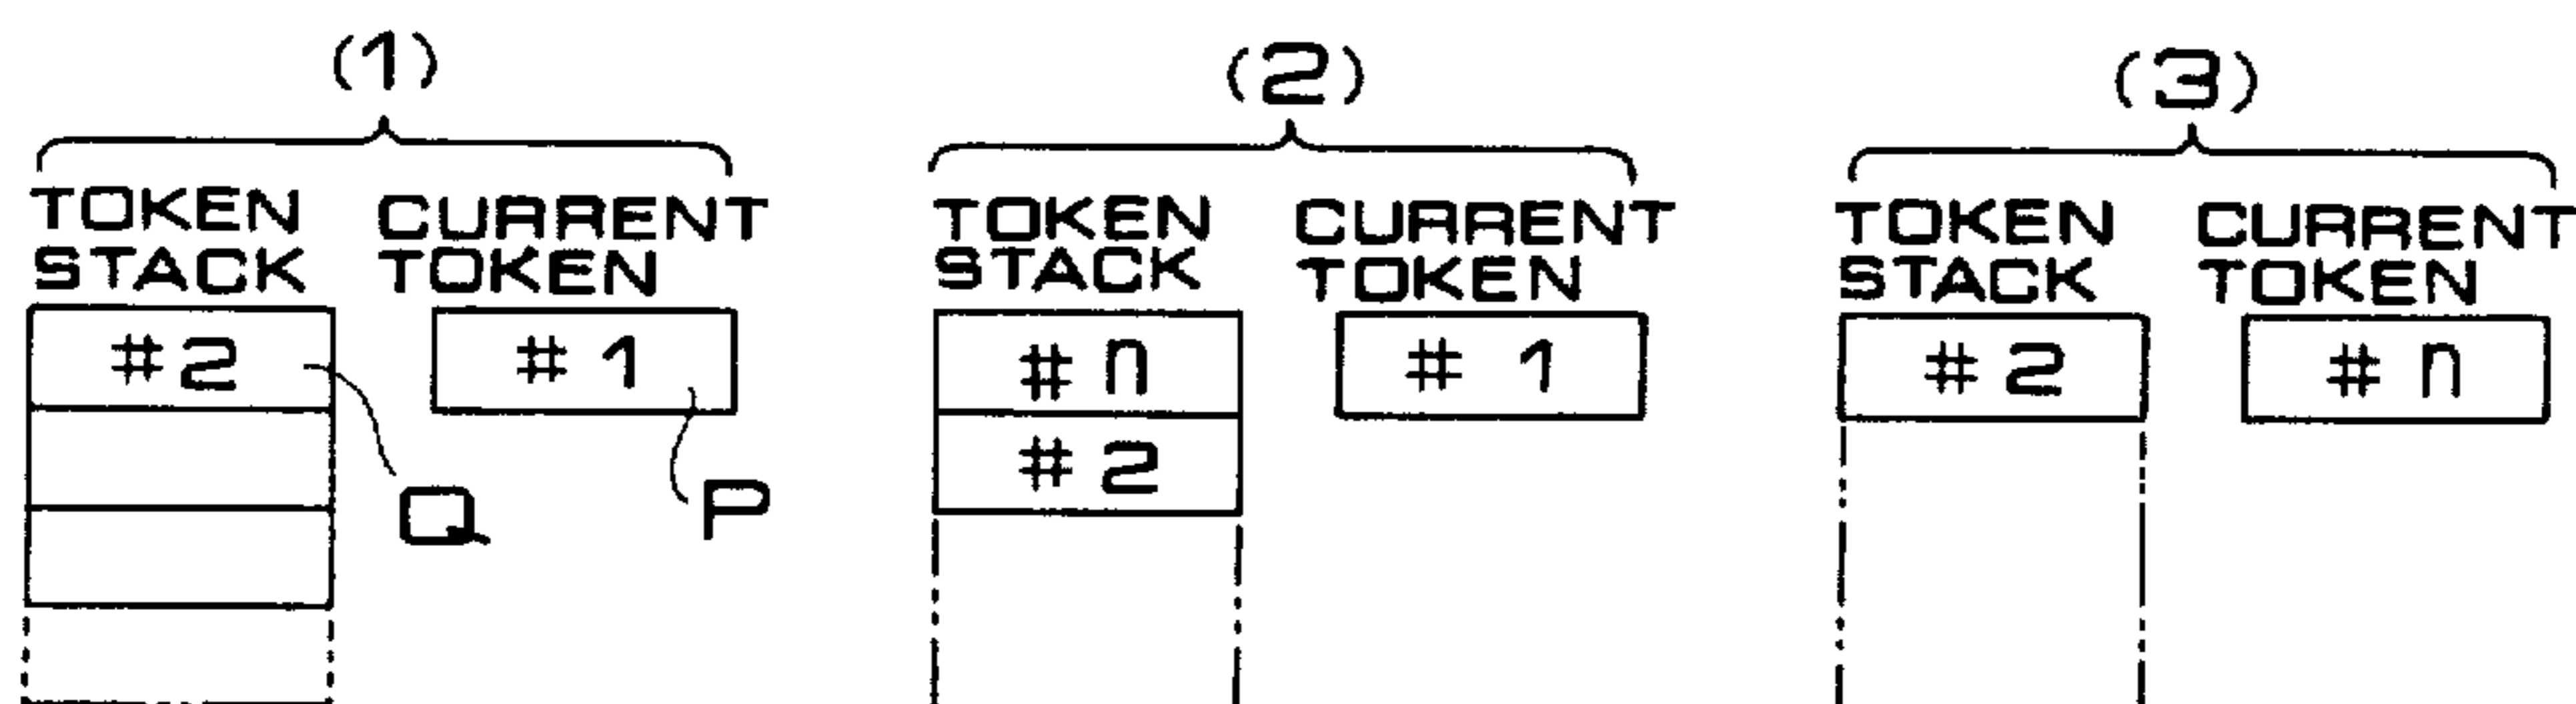 (1)
TOKEN STACK
CURRENT TOKEN
#2
#1
Q
P
(2)
TOKEN STACK
CURRENT TOKEN
#n
#1
#2
(3)
TOKEN STACK
CURRENT TOKEN
#2
#n